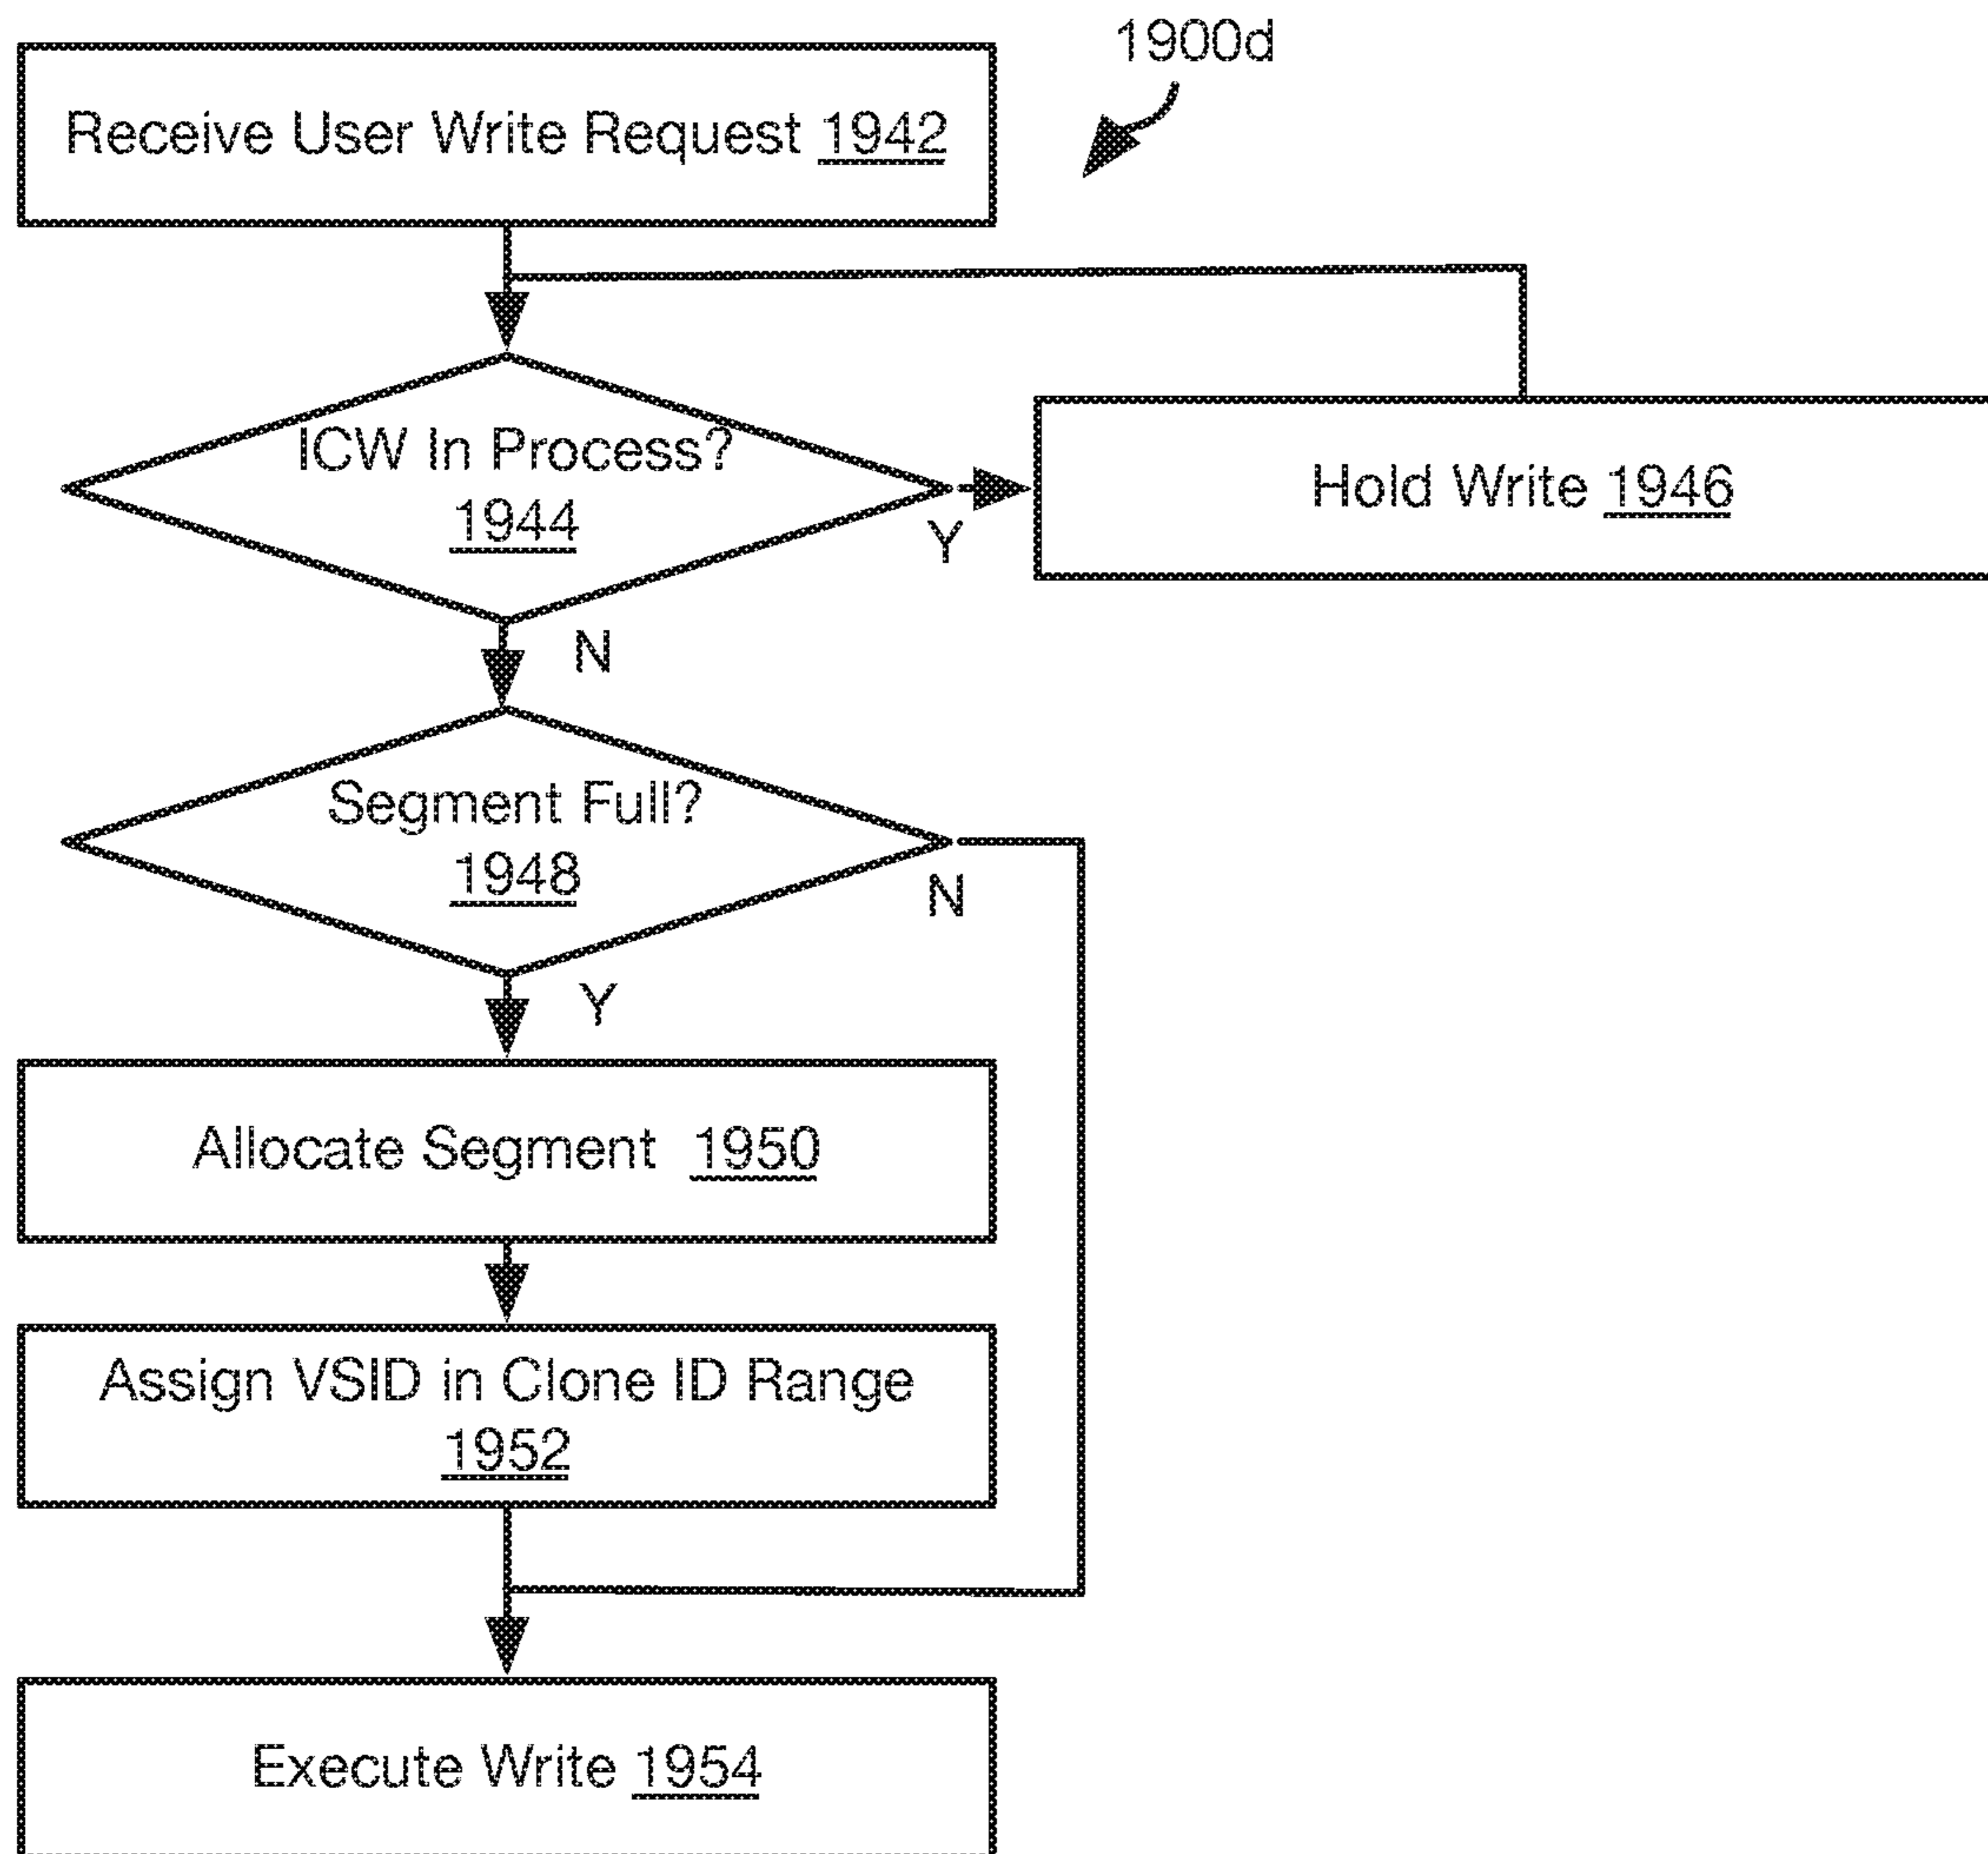 1900d
Receive User Write Request 1942
ICW In Process?
1944
Y
Hold Write 1946
N
Segment Full?
1948
N
Y
Allocate Segment 1950
Assign VSID in Clone ID Range
1952
Execute Write 1954